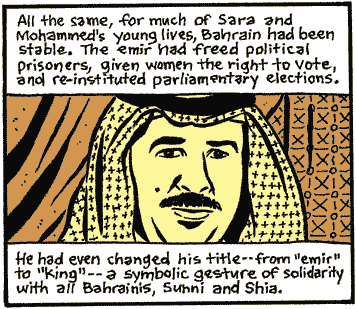 All the same, for much of Sara and
Mohammed's young lives, Bahrain had been
stable. The emir had freed political
prisoners, given women the right to vote,
and re-instituted parliamentary elections.
He had even changed his title--from "emir"
to "King"--a symbolic gesture of solidarity
with all Bahrainis, Sunni and Shia.